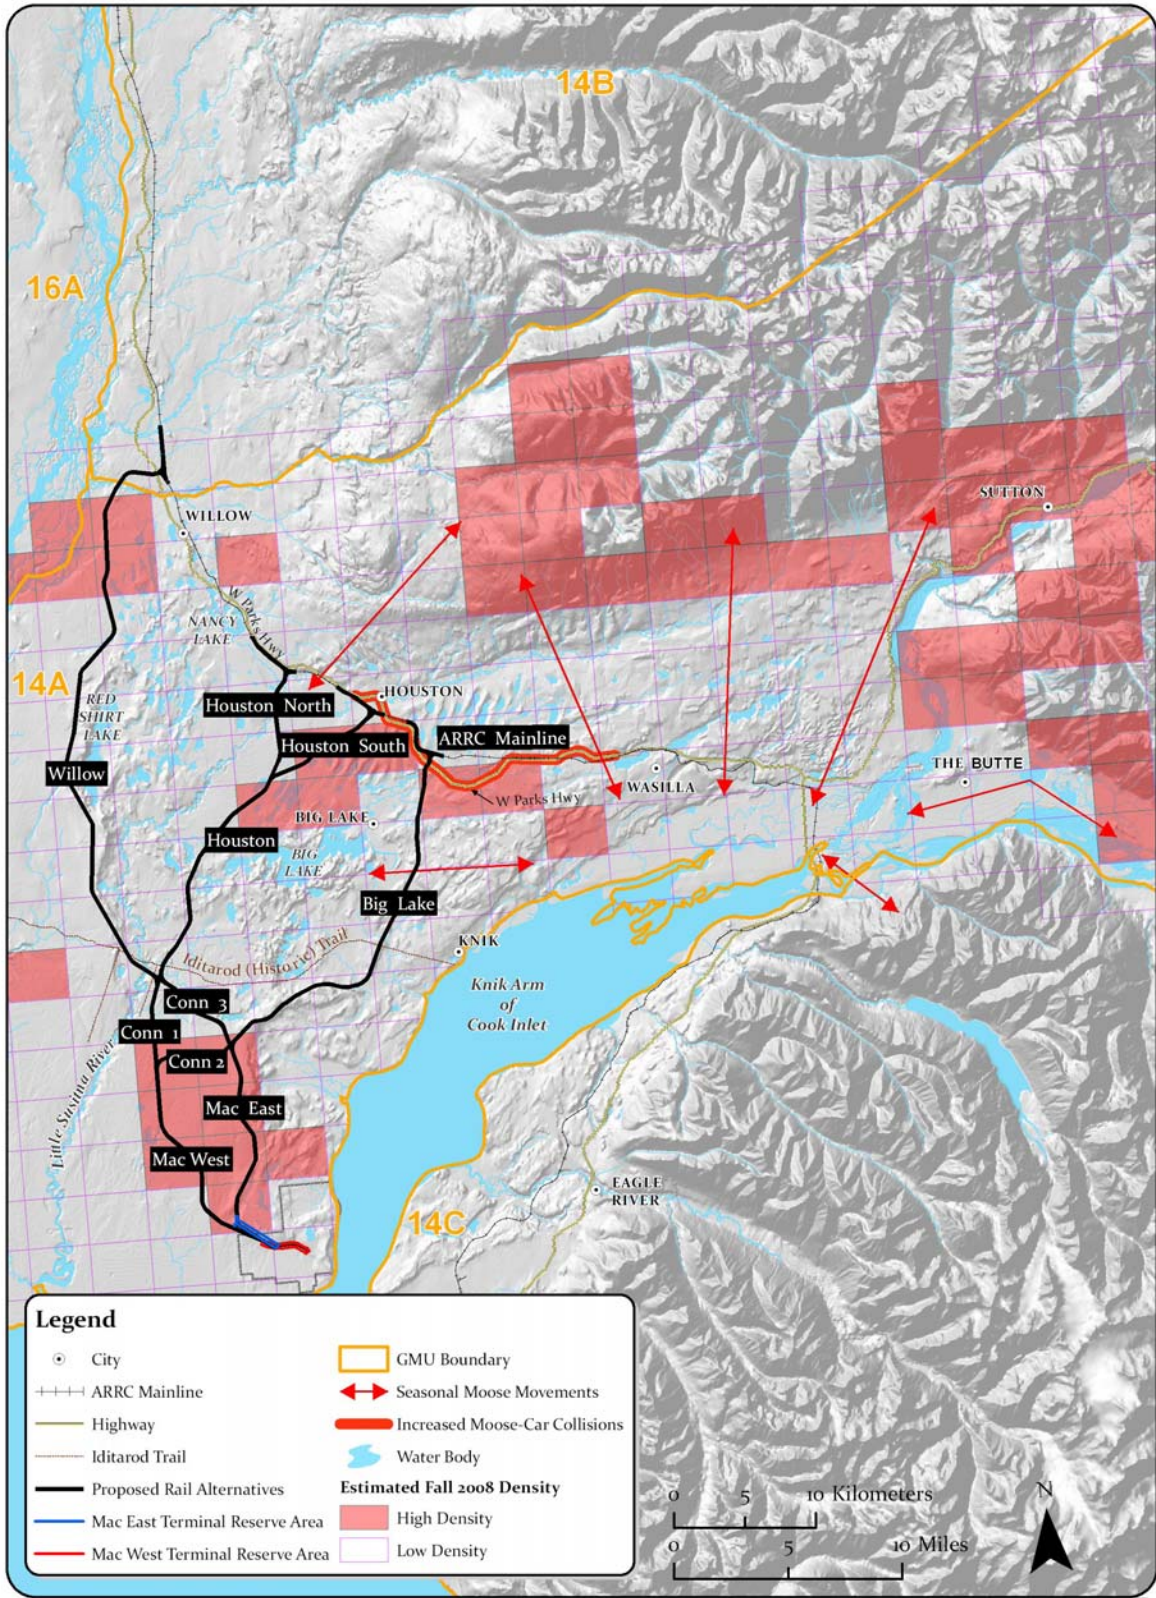 14B
16A
SUTTON
WILLOW
W Parks Hwy
NANCY
LAKE
14A
RED
SHIRT
LAKE
HOUSTON
Houston North
Houston South
ARRC Mainline
Willow
THE BUTTE
WASILLA
W Parks Hwy
BIG LAKE
Houston
BIG
LAKE
Big Lake
KNIK
Iditarod (Historic) Trail
Knik Arm
of
Cook Inlet
Conn 3
Conn 1
Conn 2
Little Susitna River
Mac East
Mac West
EAGLE
RIVER
14C
Legend
City
ARRC Mainline
Highway
Iditarod Trail
Proposed Rail Alternatives
Mac East Terminal Reserve Area
Mac West Terminal Reserve Area
GMU Boundary
Seasonal Moose Movements
Increased Moose-Car Collisions
Water Body
Estimated Fall 2008 Density
High Density
Low Density
0 5 10 Kilometers
0 5 10 Miles
N